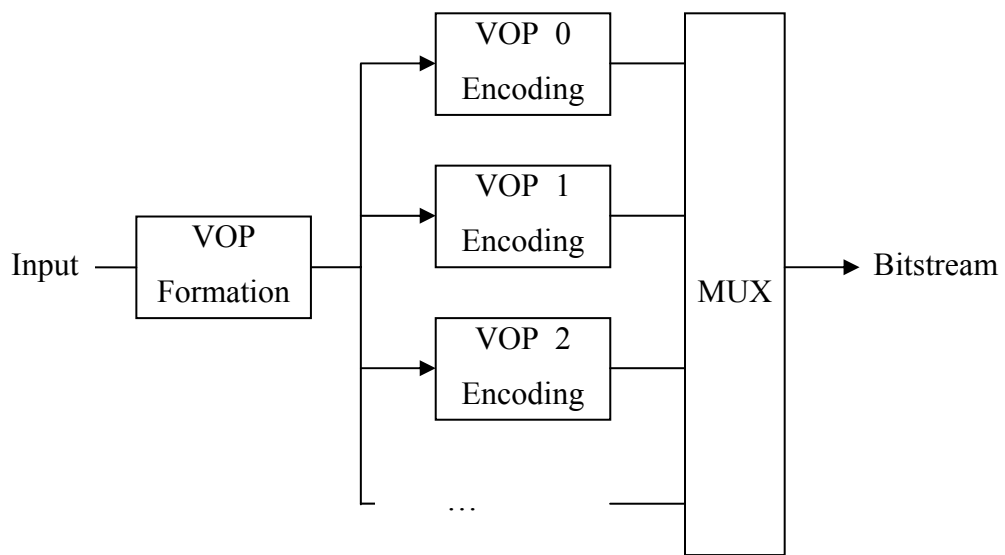 VOP 0
Encoding
VOP 1
Encoding
Input
VOP
Formation
MUX
Bitstream
VOP 2
Encoding
…